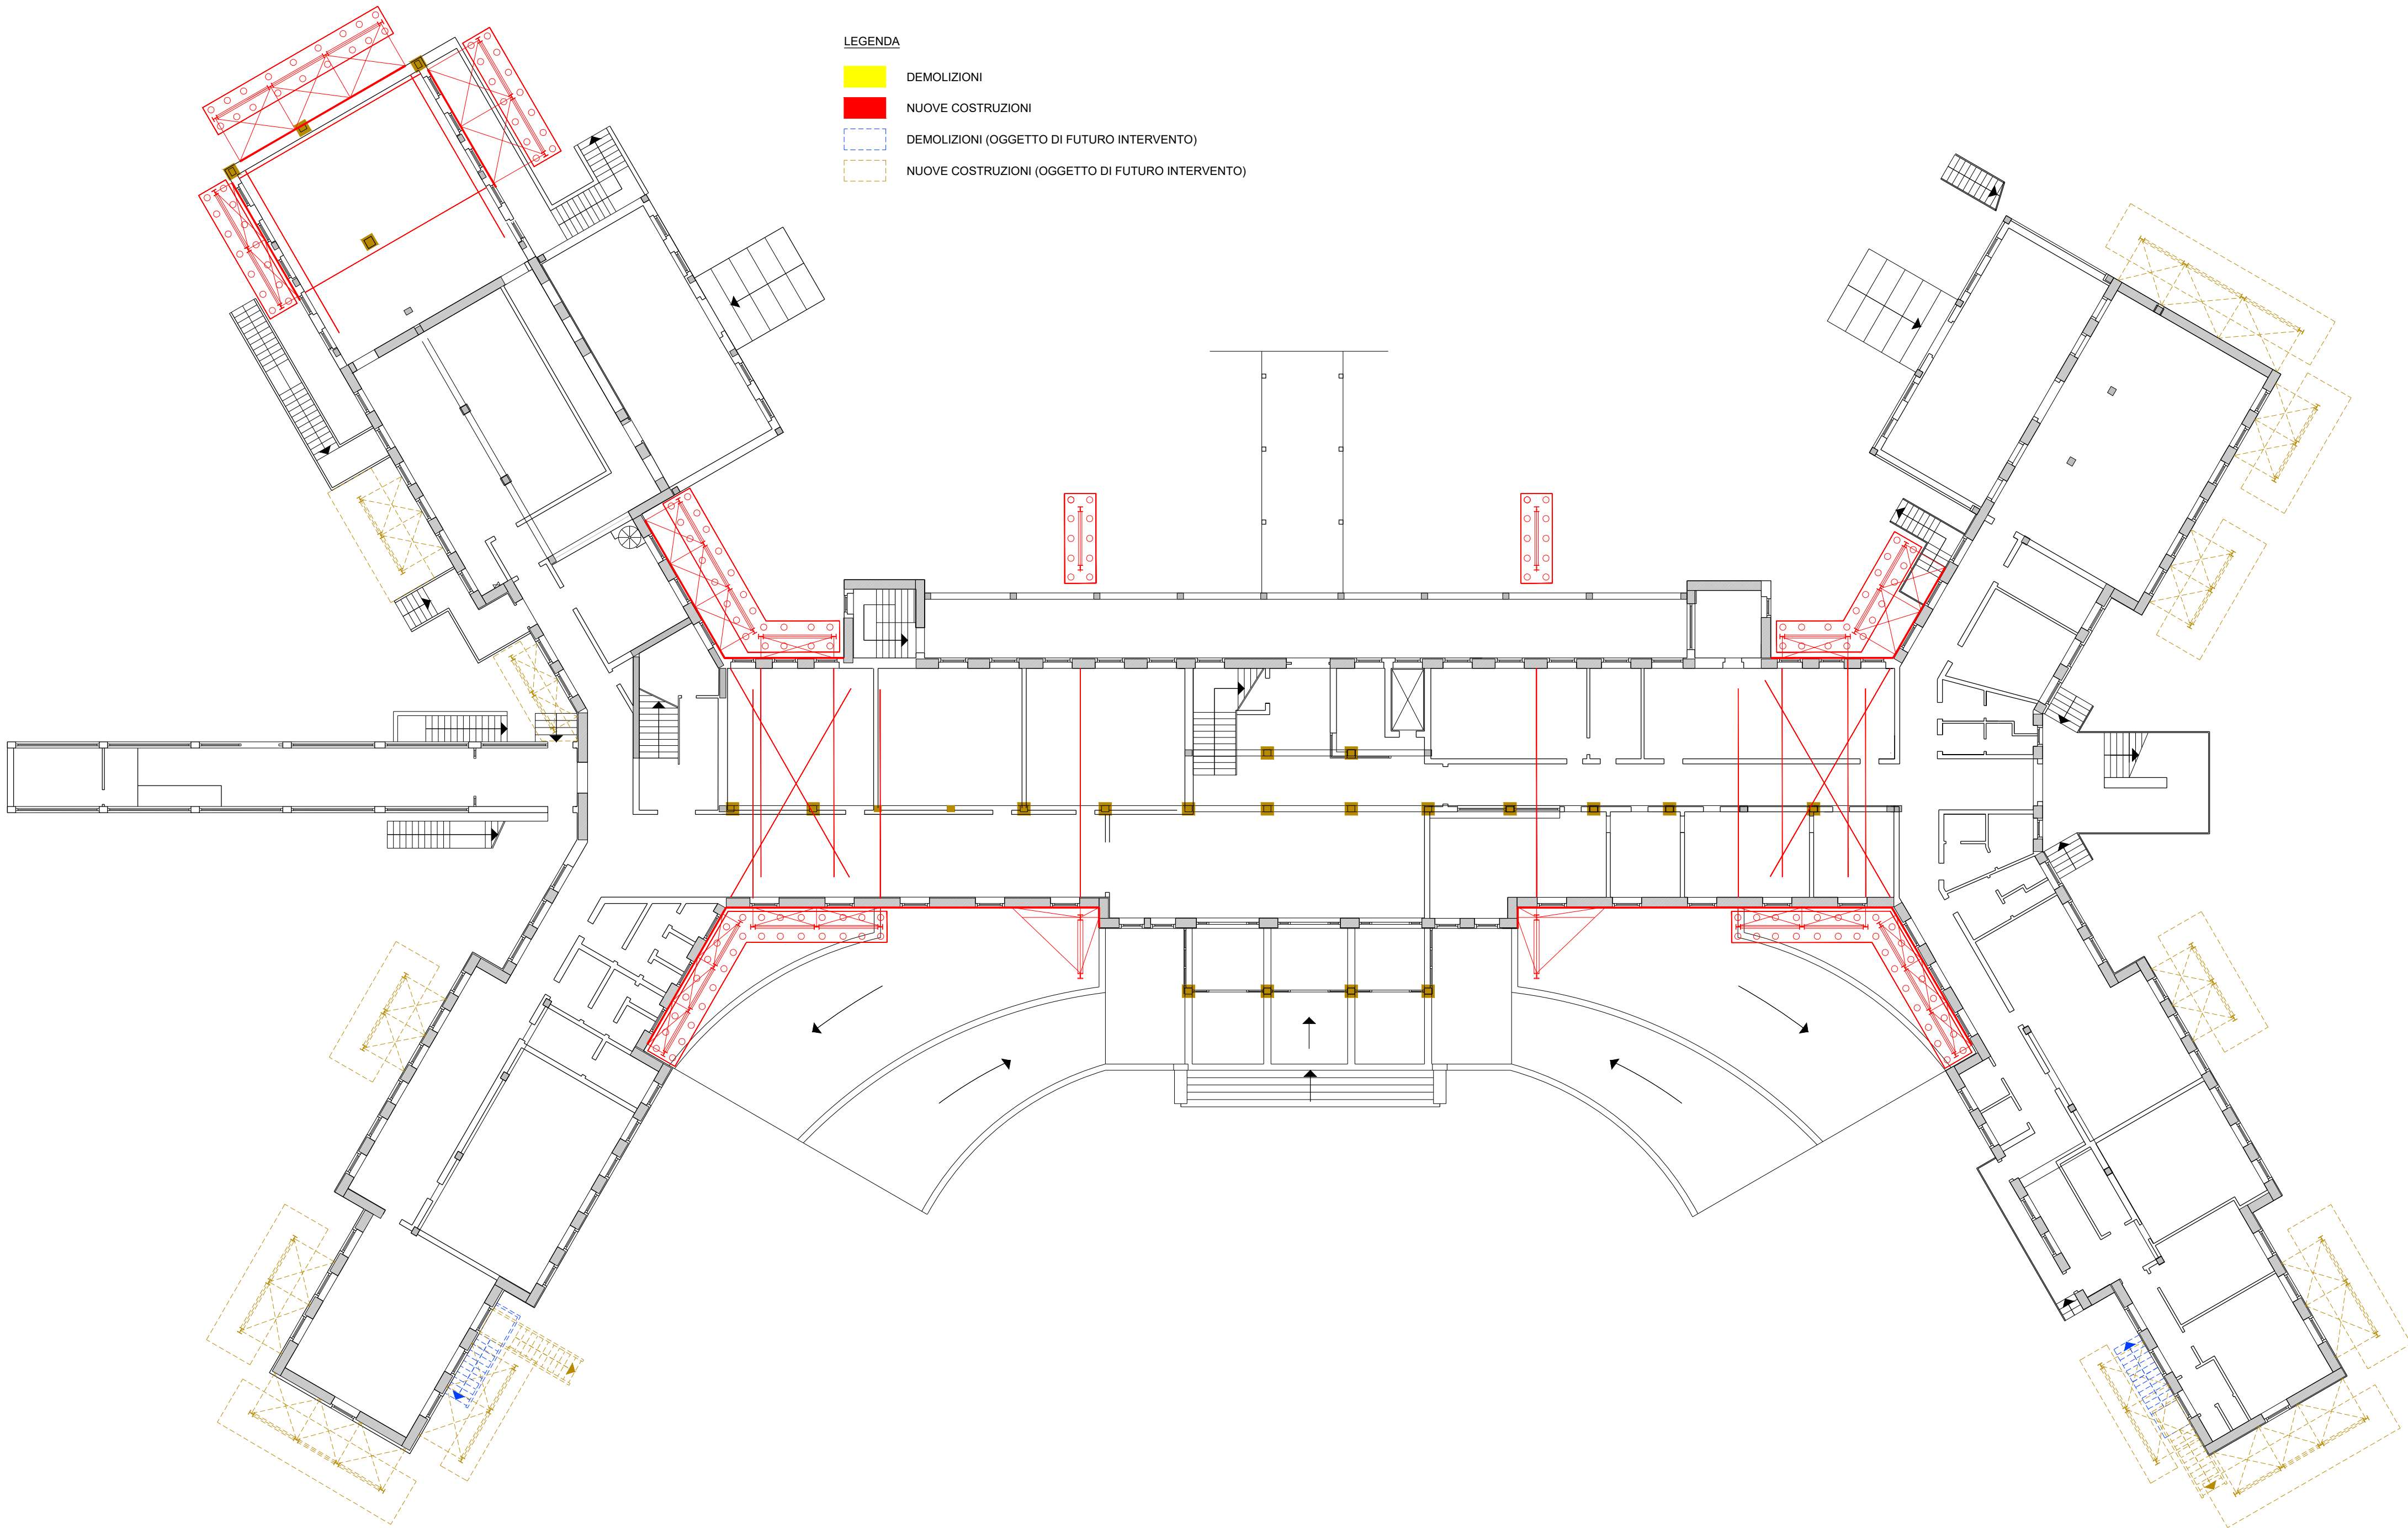 LEGENDA
DEMOLIZIONI
NUOVE COSTRUZIONI
DEMOLIZIONI (OGGETTO DI FUTURO INTERVENTO)
NUOVE COSTRUZIONI (OGGETTO DI FUTURO INTERVENTO)